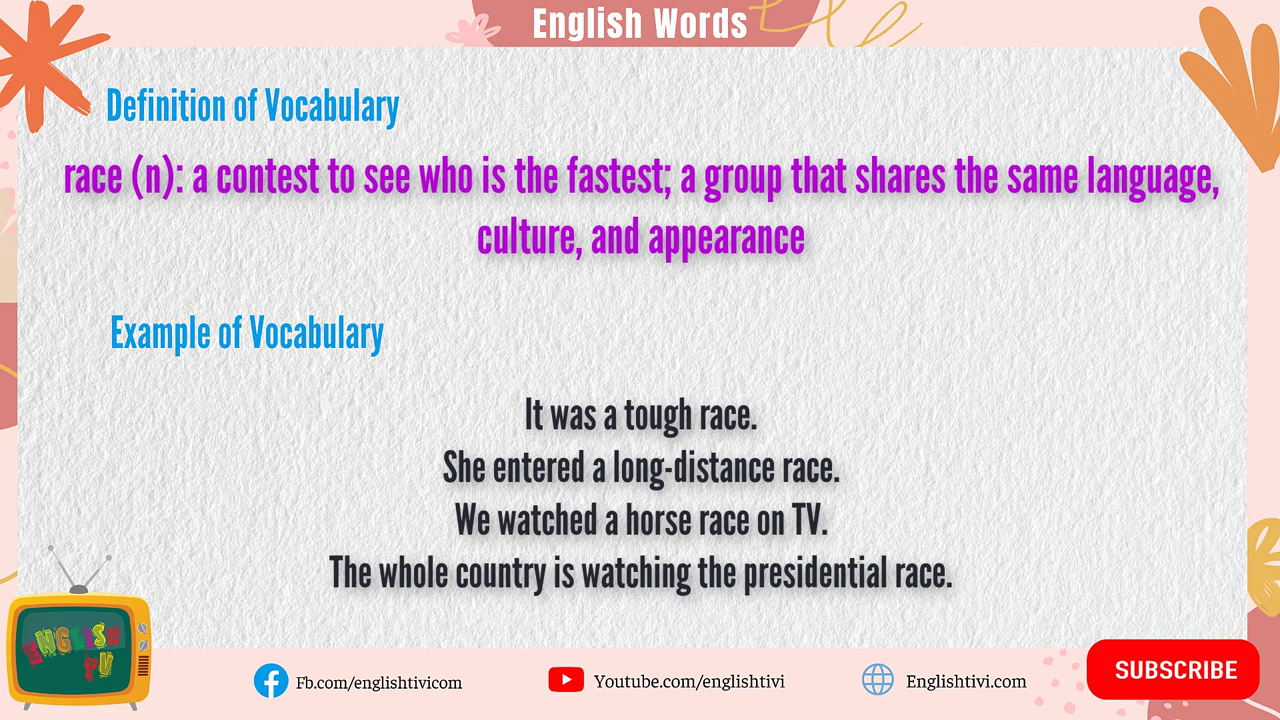 English Words
Definition of Vocabulary
race (n): a contest to see who is the fastest; a group that shares the same language,
culture, and appearance
Example of Vocabulary
It was a tough race.
She entered a long-distance race.
We watched a horse race on TV.
The whole country is watching the presidential race.
ENGLISH
TV
Fb.com/englishtivicom
Youtube.com/englishtivi
Englishtivi.com
SUBSCRIBE